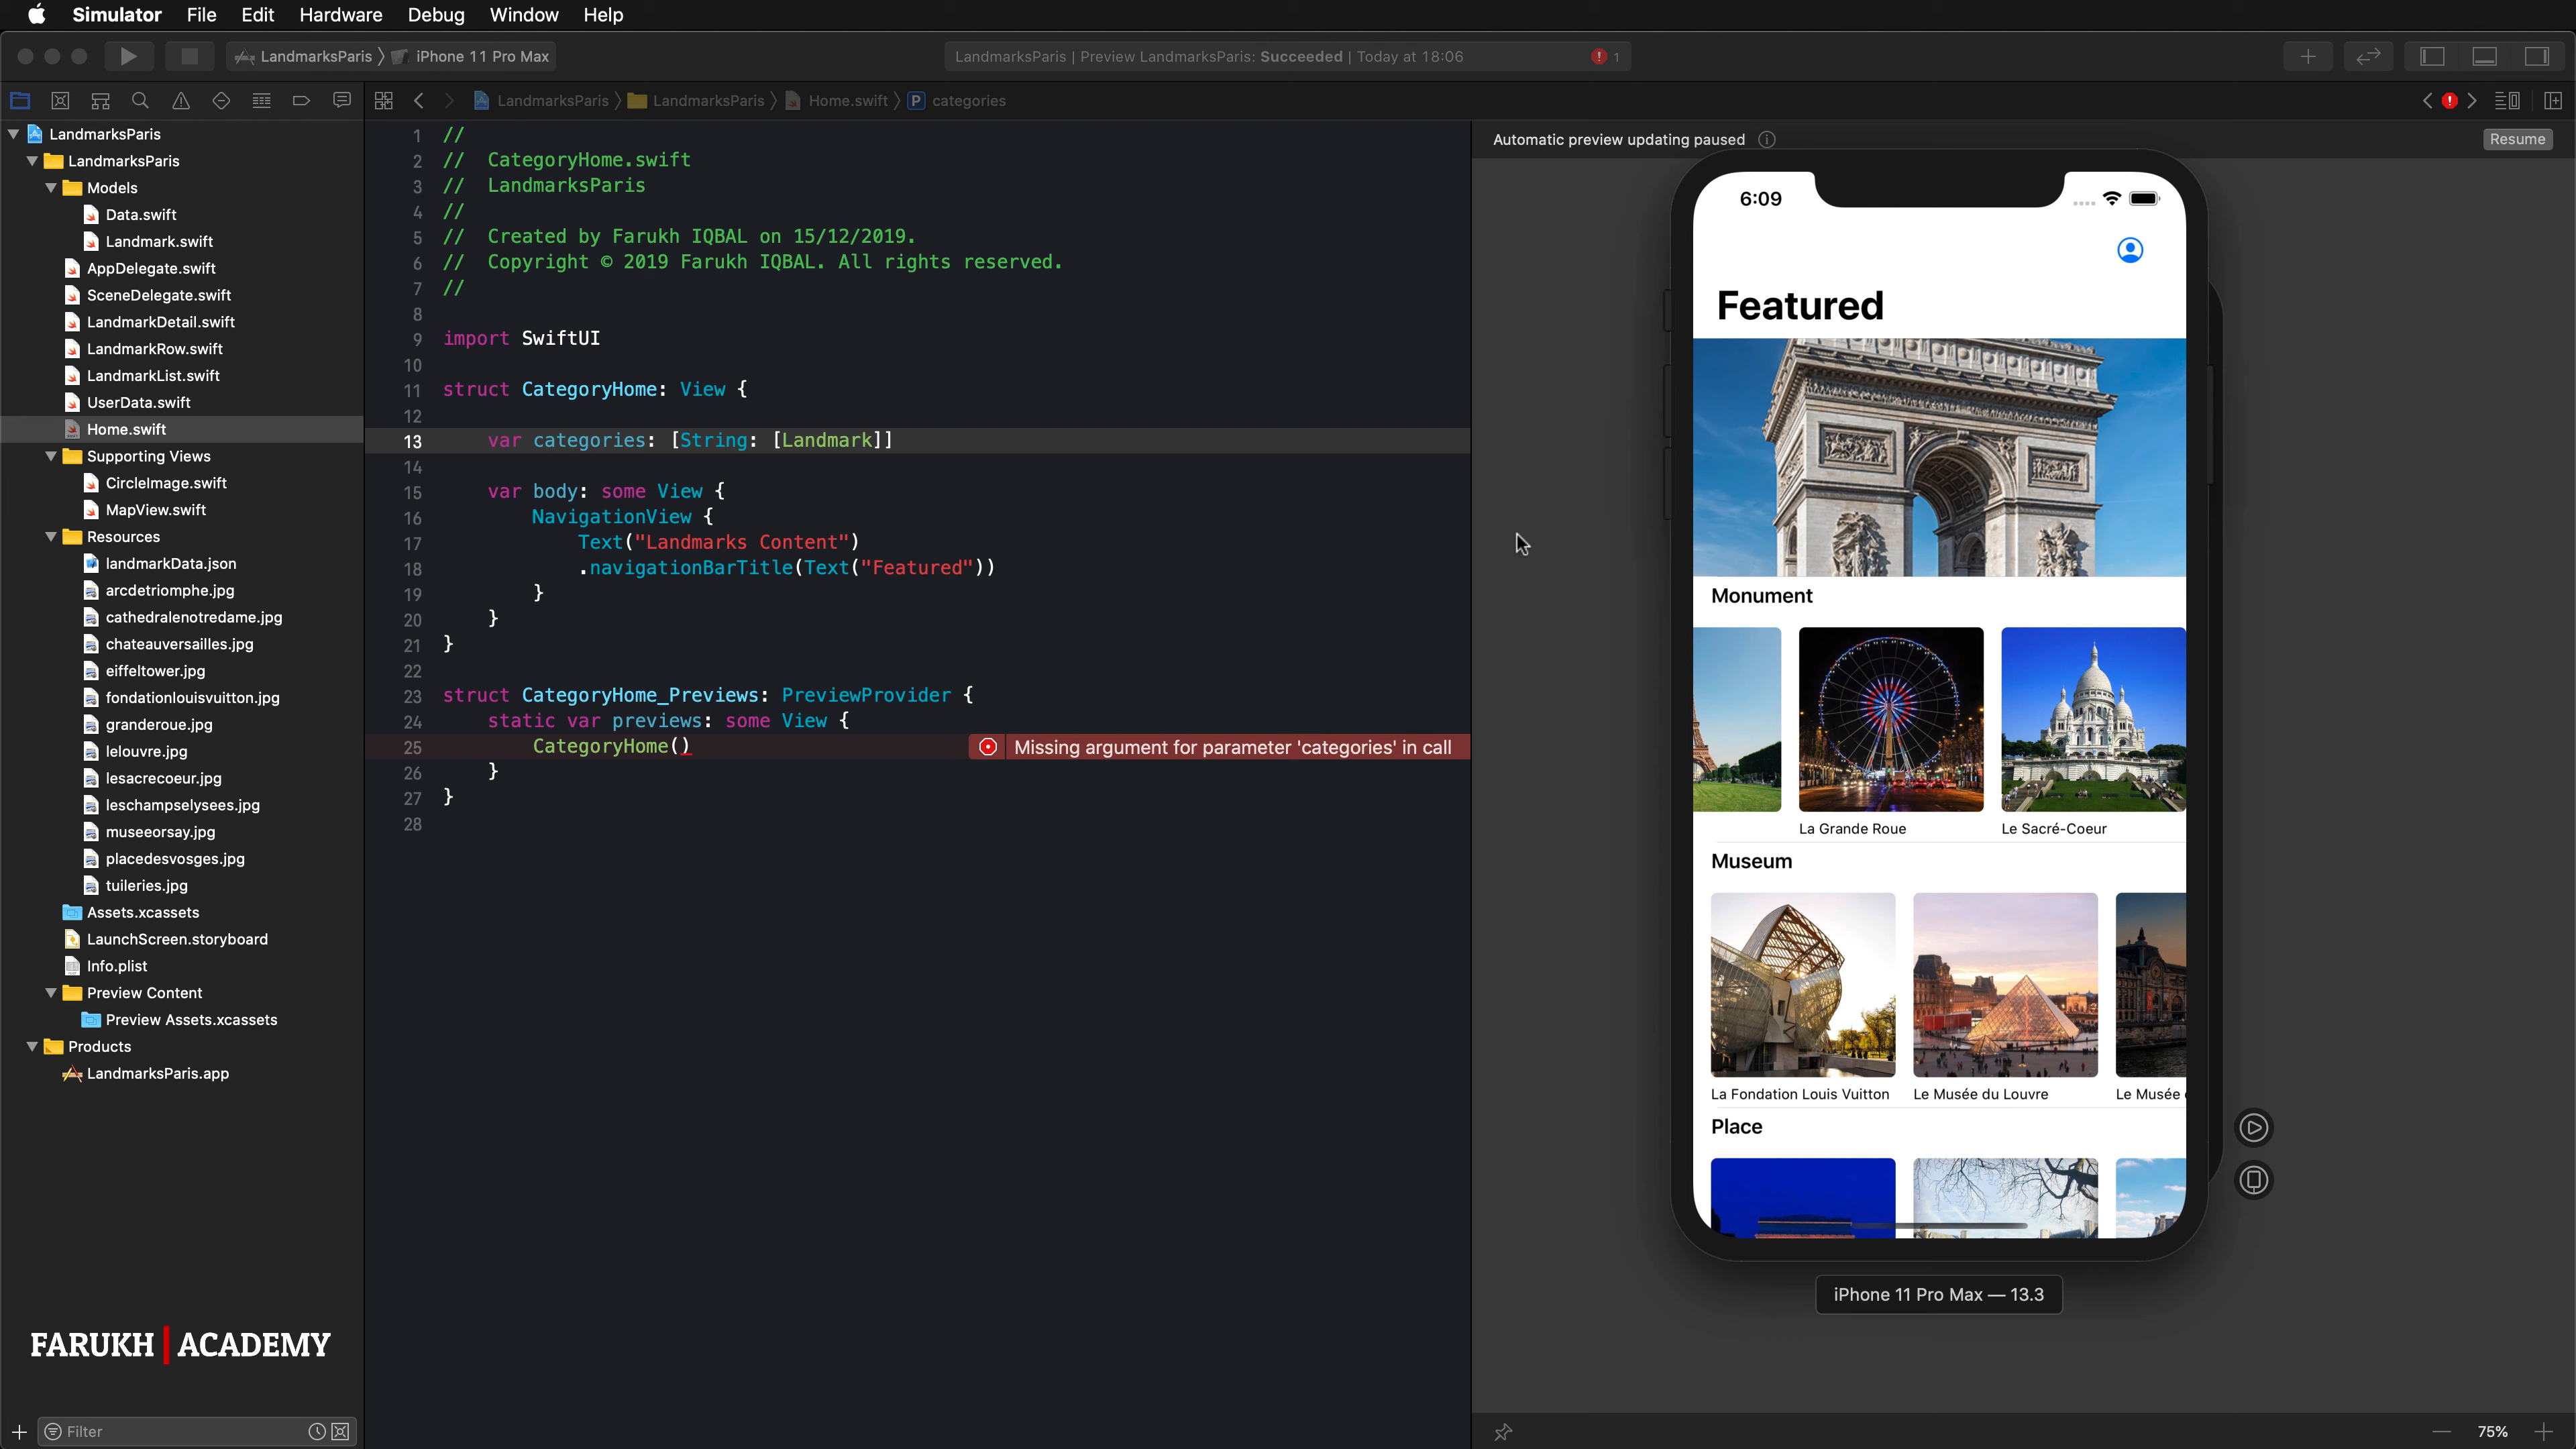 Simulator File Edit Hardware Debug Window Help
LandmarksParis iPhone 11 Pro Max
LandmarksParis | Preview LandmarksParis: Succeeded | Today at 18:06
1
LandmarksParis LandmarksParis Home.swift P categories
LandmarksParis
LandmarksParis
Models
Data.swift
Landmark.swift
AppDelegate.swift
SceneDelegate.swift
LandmarkDetail.swift
LandmarkRow.swift
LandmarkList.swift
UserData.swift
Home.swift
Supporting Views
CircleImage.swift
MapView.swift
Resources
landmarkData.json
arcdetriomphe.jpg
cathedralenotredame.jpg
chateauversailles.jpg
eiffeltower.jpg
fondationlouisvuitton.jpg
granderoue.jpg
lelouvre.jpg
lesacrecoeur.jpg
leschampselysees.jpg
museeorsay.jpg
placedesvosges.jpg
tuileries.jpg
Assets.xcassets
LaunchScreen.storyboard
Info.plist
Preview Content
Preview Assets.xcassets
Products
LandmarksParis.app
FARUKH | ACADEMY
Filter
1 //
2 //  CategoryHome.swift
3 //  LandmarksParis
4 //
5 //  Created by Farukh IQBAL on 15/12/2019.
6 //  Copyright © 2019 Farukh IQBAL. All rights reserved.
7 //
8
9 import SwiftUI
10
11 struct CategoryHome: View {
12
13     var categories: [String: [Landmark]]
14
15     var body: some View {
16         NavigationView {
17             Text("Landmarks Content")
18             .navigationBarTitle(Text("Featured"))
19         }
20     }
21 }
22
23 struct CategoryHome_Previews: PreviewProvider {
24     static var previews: some View {
25         CategoryHome() Missing argument for parameter 'categories' in call
26     }
27 }
28
Automatic preview updating paused
Resume
6:09
Featured
Monument
La Grande Roue Le Sacré-Coeur
Museum
La Fondation Louis Vuitton Le Musée du Louvre Le Musée
Place
iPhone 11 Pro Max — 13.3
75%